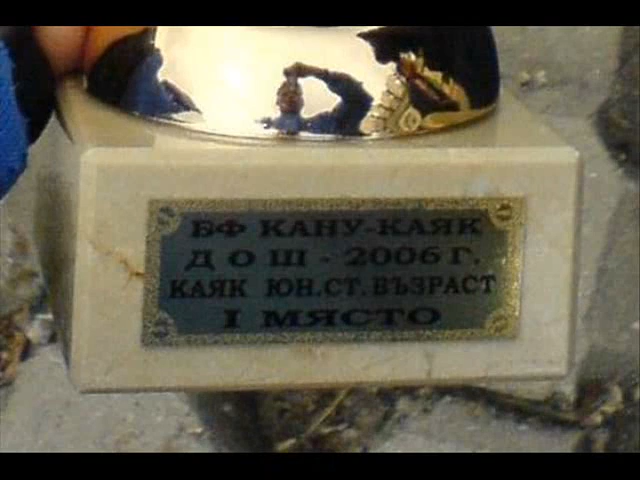 БФ КАНУ-КАЯК
Д О Ш - 2006 Г.
КАЯК ЮН.СТ.ВЪЗРАСТ
I МЯСТО